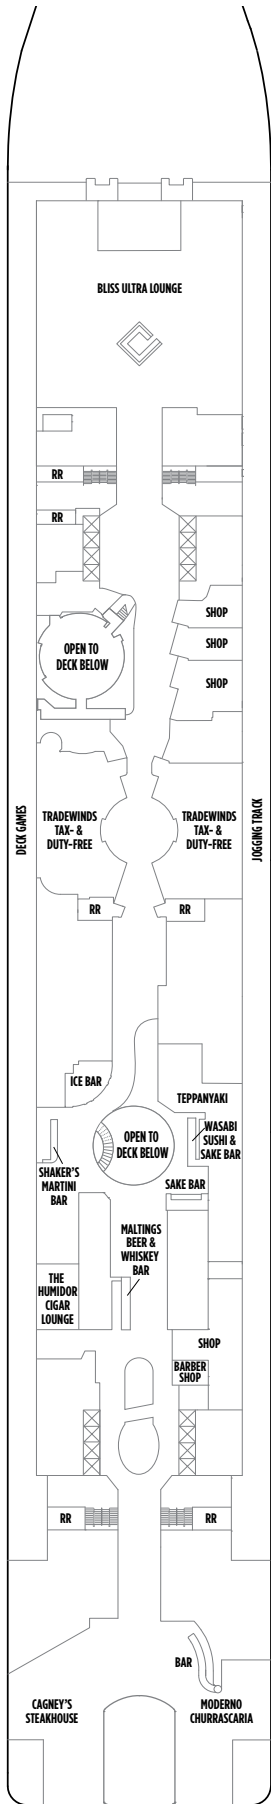 BLISS ULTRA LOUNGE
RR
RR
SHOP
SHOP
SHOP
OPEN TO
DECK BELOW
DECK GAMES
TRADEWINDS
TAX- &
DUTY-FREE
TRADEWINDS
TAX- &
DUTY-FREE
JOGGING TRACK
RR
RR
ICE BAR
TEPPANYAKI
OPEN TO
DECK BELOW
WASABI
SUSHI &
SAKE BAR
SHAKER'S
MARTINI
BAR
SAKE BAR
MALTINGS
BEER &
WHISKEY
BAR
THE
HUMIDOR
CIGAR
LOUNGE
SHOP
BARBER
SHOP
RR
RR
BAR
CAGNEY'S
STEAKHOUSE
MODERNO
CHURRASCARIA